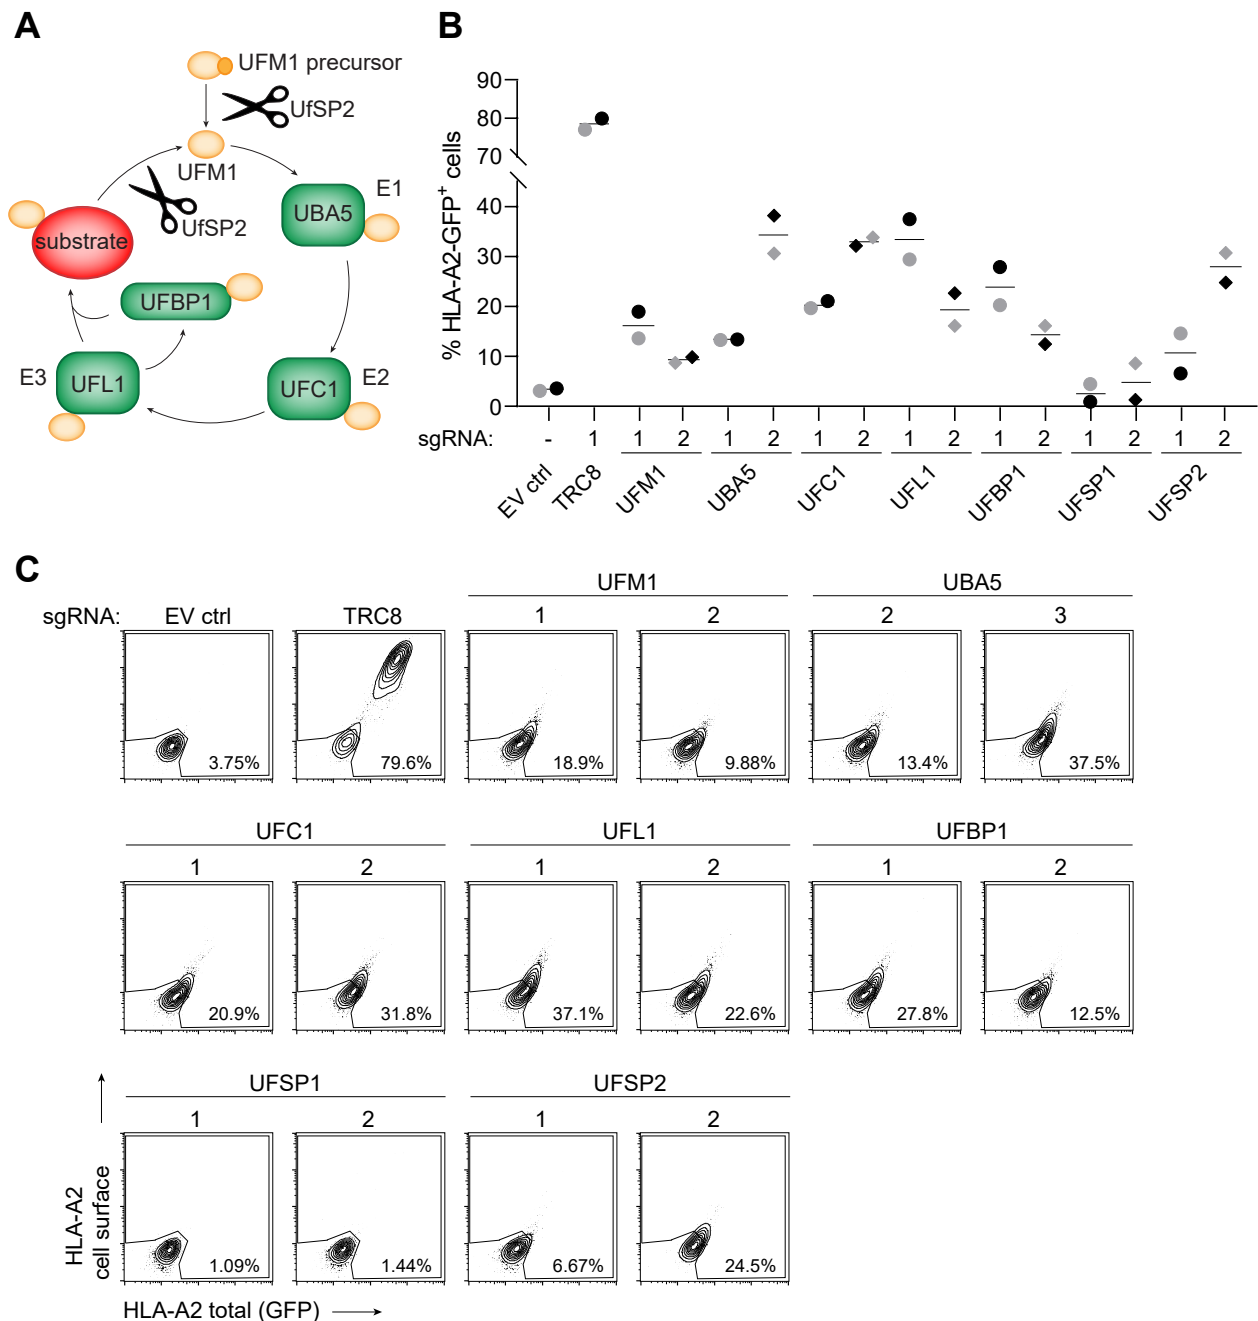 A
UFM1 precursor
UfSP2
UFM1
UfSP2
E1
UBA5
substrate
UFBP1
E3
UFL1
UFC1
E2
B
% HLA-A2-GFP+ cells
90
80
70
40
30
20
10
0
sgRNA: - 1 1 2 1 2 1 2 1 2 1 2 1 2 1 2
EV ctrl TRC8 UFM1 UBA5 UFC1 UFL1 UFBP1 UFSP1 UFSP2
C
UFM1 UBA5
sgRNA: EV ctrl TRC8 1 2 2 3
3.75% 79.6% 18.9% 9.88% 13.4% 37.5%
UFC1 UFL1 UFBP1
1 2 1 2 1 2
20.9% 31.8% 37.1% 22.6% 27.8% 12.5%
UFSP1 UFSP2
1 2 1 2
1.09% 1.44% 6.67% 24.5%
HLA-A2
cell surface
HLA-A2 total (GFP)